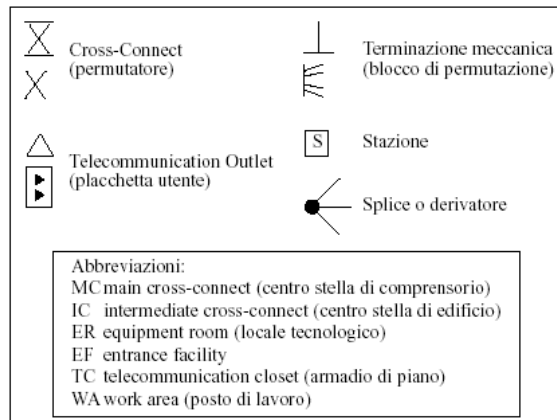 Cross-Connect
(permutatore)
Terminazione meccanica
(blocco di permutazione)
Telecommunication Outlet
(placchetta utente)
S
Stazione
Splice o derivatore
Abbreviazioni:
MC main cross-connect (centro stella di comprensorio)
IC intermediate cross-connect (centro stella di edificio)
ER equipment room (locale tecnologico)
EF entrance facility
TC telecommunication closet (armadio di piano)
WA work area (posto di lavoro)